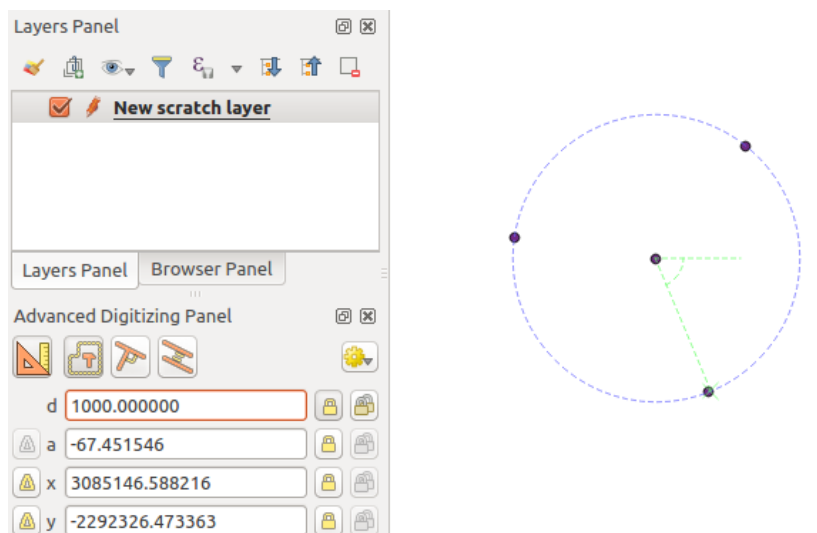 Layers Panel
New scratch layer
Layers Panel Browser Panel
Advanced Digitizing Panel
d 1000.000000
a -67.451546
x 3085146.588216
y -2292326.473363